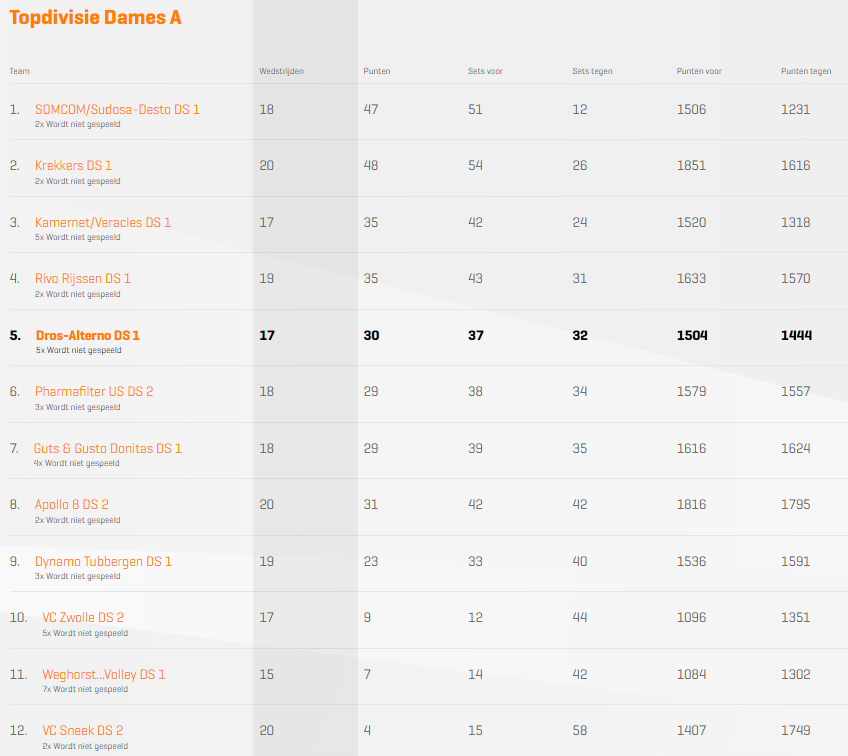 Topdivisie Dames A
Team Wedstrijden Punten Sets voor Sets tegen Punten voor Punten tegen
1. SOMCOM/Sudosa-Desto DS 1 18 47 51 12 1506 1231
2x Wordt niet gespeeld
2. Krekkers DS 1 20 48 54 26 1851 1616
2x Wordt niet gespeeld
3. Kamernet/Veracles DS 1 17 35 42 24 1520 1318
5x Wordt niet gespeeld
4. Rivo Rijssen DS 1 19 35 43 31 1633 1570
2x Wordt niet gespeeld
5. Dros-Alterno DS 1 17 30 37 32 1504 1444
5x Wordt niet gespeeld
6. Pharmafilter US DS 2 18 29 38 34 1579 1557
3x Wordt niet gespeeld
7. Guts & Gusto Donitas DS 1 18 29 39 35 1616 1624
4x Wordt niet gespeeld
8. Apollo 8 DS 2 20 31 42 42 1816 1795
2x Wordt niet gespeeld
9. Dynamo Tubbergen DS 1 19 23 33 40 1536 1591
3x Wordt niet gespeeld
10. VC Zwolle DS 2 17 9 12 44 1096 1351
5x Wordt niet gespeeld
11. Weghorst...Volley DS 1 15 7 14 42 1084 1302
7x Wordt niet gespeeld
12. VC Sneek DS 2 20 4 15 58 1407 1749
2x Wordt niet gespeeld